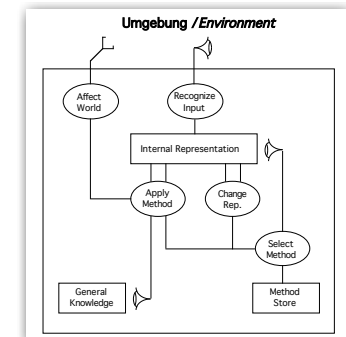 Umgebung / Environment
Affect
World
Recognize
Input
Internal Representation
Apply
Method
Change
Rep.
Select
Method
General
Knowledge
Method
Store